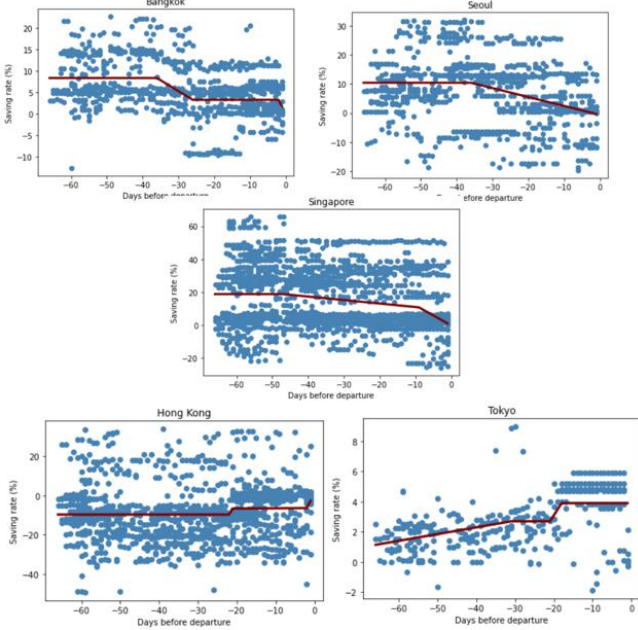 Bangkok
Seoul
Saving rate (%)
20
15
10
5
0
−5
−10
−60 −50 −40 −30 −20 −10 0
Days before departure
Saving rate (%)
30
20
10
0
−10
−20
−60 −50 −40 −30 −20 −10 0
efore departure
Singapore
Saving rate (%)
60
40
20
0
−20
−60 −50 −40 −30 −20 −10 0
Days before departure
Hong Kong
Saving rate (%)
20
0
−20
−40
−60 −50 −40 −30 −20 −10 0
Days before departure
Tokyo
Saving rate (%)
8
6
4
2
0
−2
−60 −50 −40 −30 −20 −10 0
Days before departure